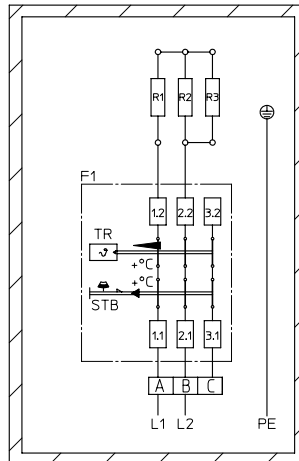 R1 R2 R3
F1
1.2 2.2 3.2
TR
ϑ
+°C
+°C
STB
1.1 2.1 3.1
A B C
L1 L2 PE